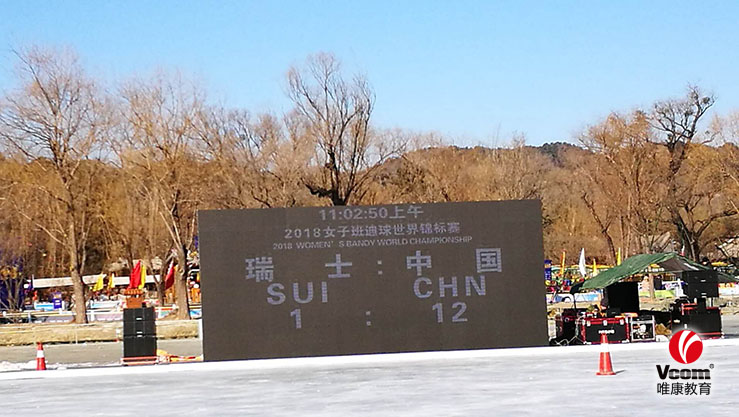 11:02:50上午
2018女子班迪球世界锦标赛
2018 WOMEN'S BANDY WORLD CHAMPIONSHIP
瑞士:中国
SUI CHN
1 : 12
Vcom
唯康教育